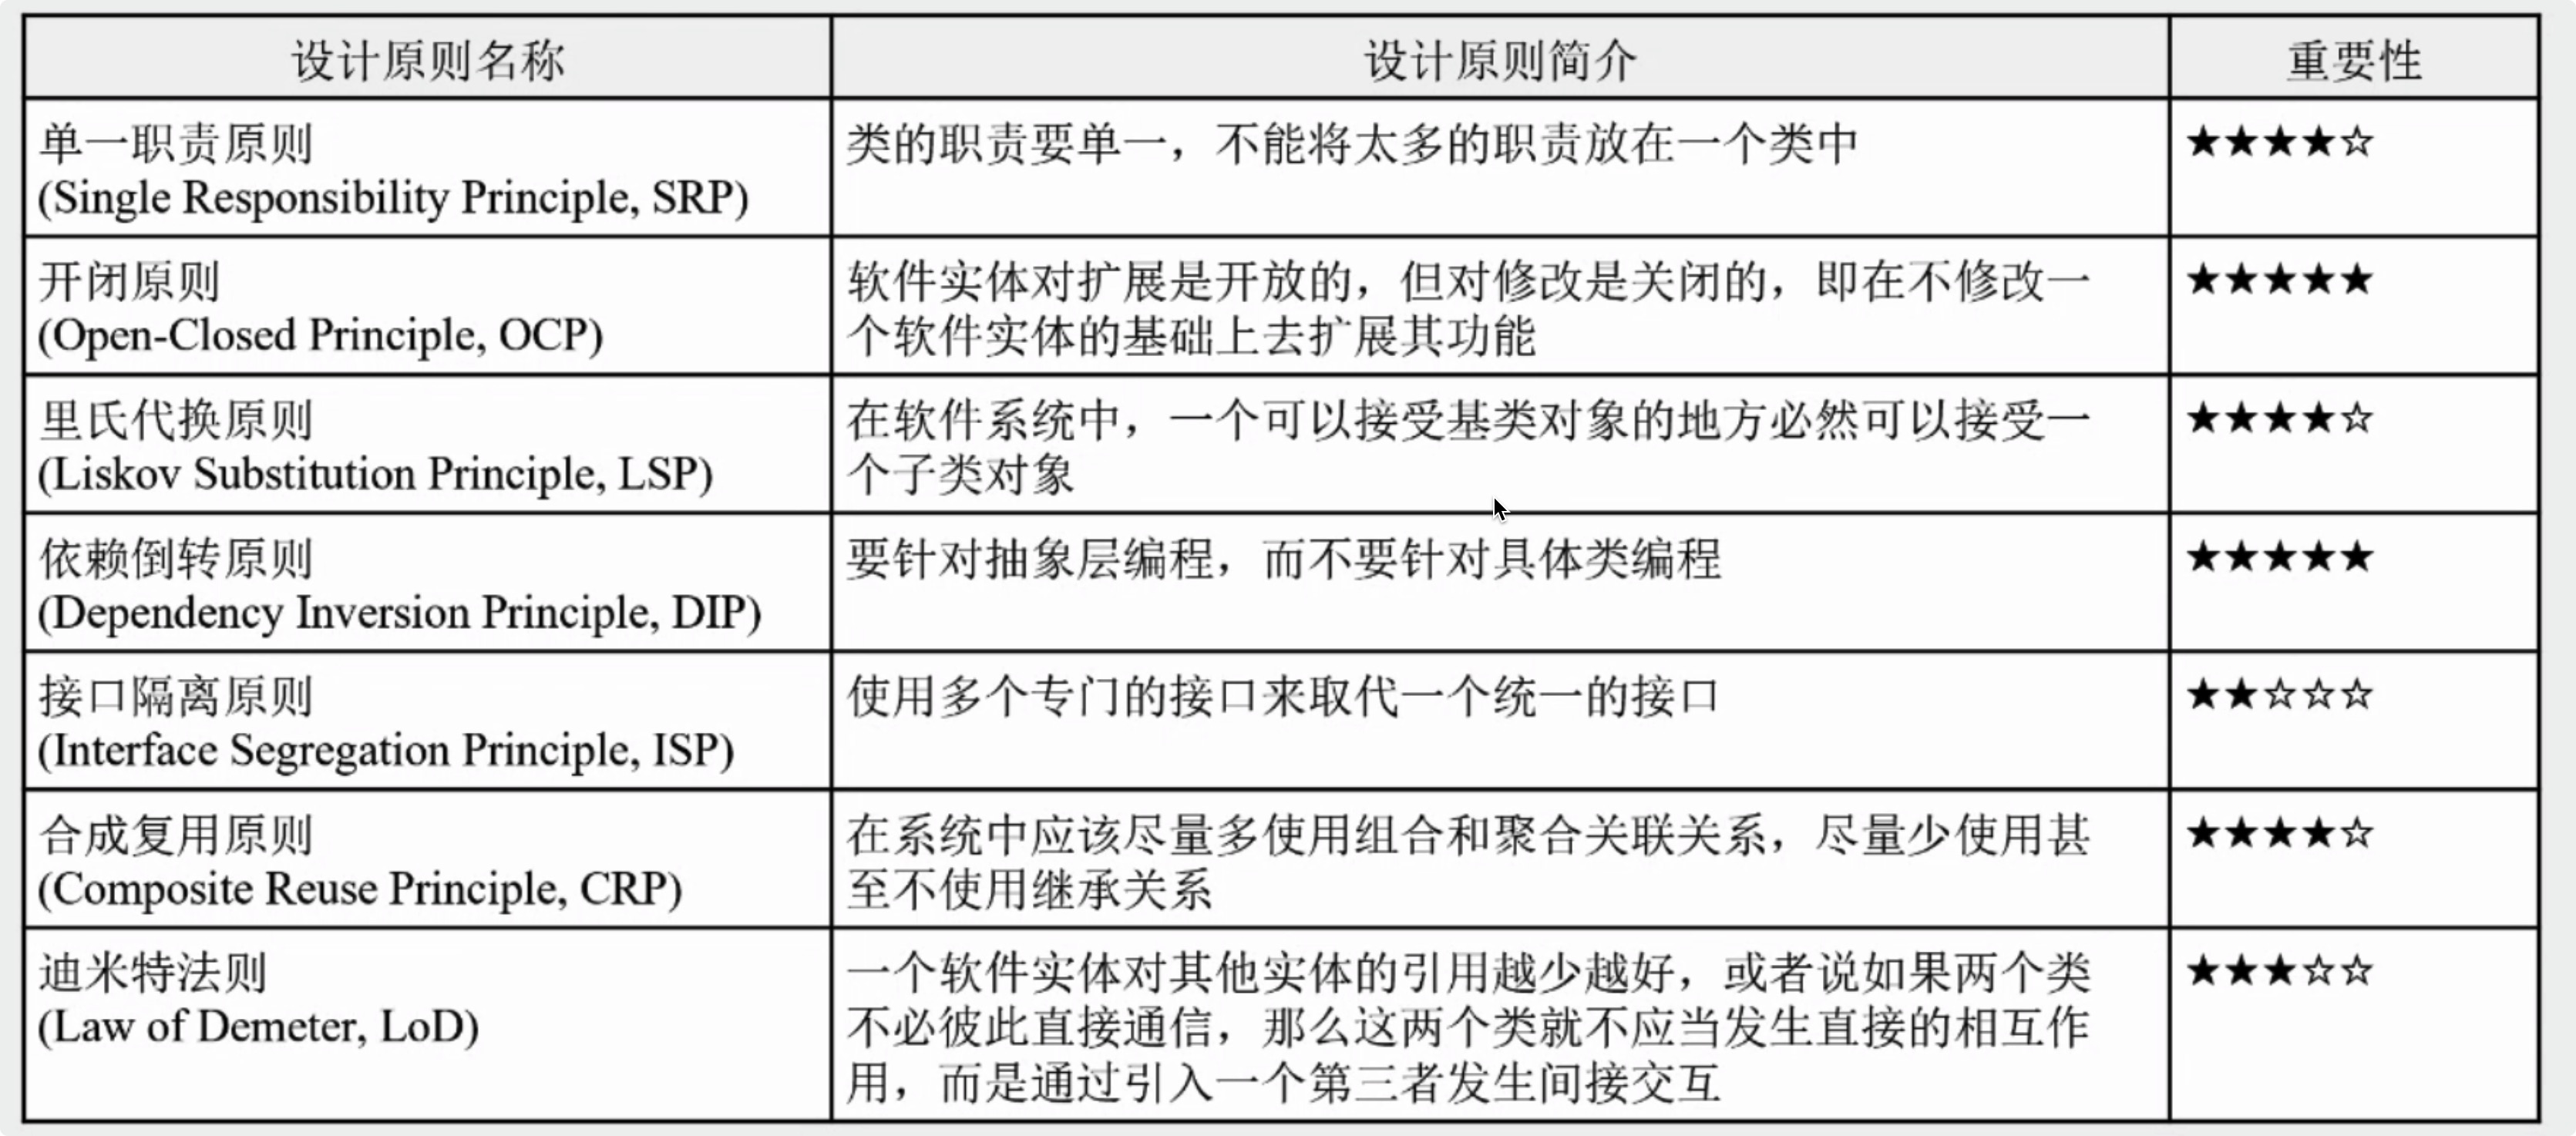 设计原则名称 设计原则简介 重要性
单一职责原则
(Single Responsibility Principle, SRP)
类的职责要单一，不能将太多的职责放在一个类中
★★★★☆
开闭原则
(Open-Closed Principle, OCP)
软件实体对扩展是开放的，但对修改是关闭的，即在不修改一
个软件实体的基础上去扩展其功能
★★★★★
里氏代换原则
(Liskov Substitution Principle, LSP)
在软件系统中，一个可以接受基类对象的地方必然可以接受一
个子类对象
★★★★☆
依赖倒转原则
(Dependency Inversion Principle, DIP)
要针对抽象层编程，而不要针对具体类编程
★★★★★
接口隔离原则
(Interface Segregation Principle, ISP)
使用多个专门的接口来取代一个统一的接口
★★☆☆☆
合成复用原则
(Composite Reuse Principle, CRP)
在系统中应该尽量多使用组合和聚合关联关系，尽量少使用甚
至不使用继承关系
★★★★☆
迪米特法则
(Law of Demeter, LoD)
一个软件实体对其他实体的引用越少越好，或者说如果两个类
不必彼此直接通信，那么这两个类就不应当发生直接的相互作
用，而是通过引入一个第三者发生间接交互
★★★☆☆